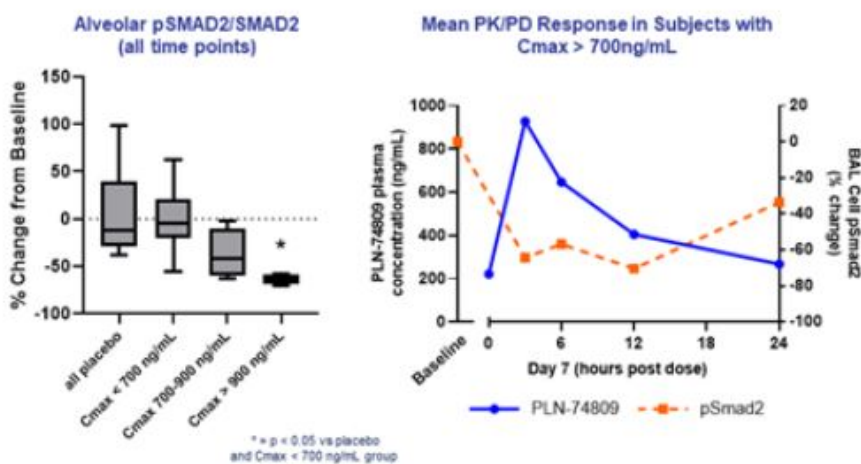 Alveolar pSMAD2/SMAD2
(all time points)
% Change from Baseline
150
100
50
0
-50
-100
*
all placebo
Cmax < 700 ng/mL
Cmax 700-900 ng/mL
Cmax > 900 ng/mL
* = p < 0.05 vs placebo
and Cmax < 700 ng/mL group
Mean PK/PD Response in Subjects with
Cmax > 700ng/mL
PLN-74809 plasma
concentration (ng/mL)
1000
800
600
400
200
0
20
0
-20
-40
-60
-80
-100
BAL Cell pSmad2
(% change)
Baseline
0
6
12
18
24
Day 7 (hours post dose)
PLN-74809
pSmad2